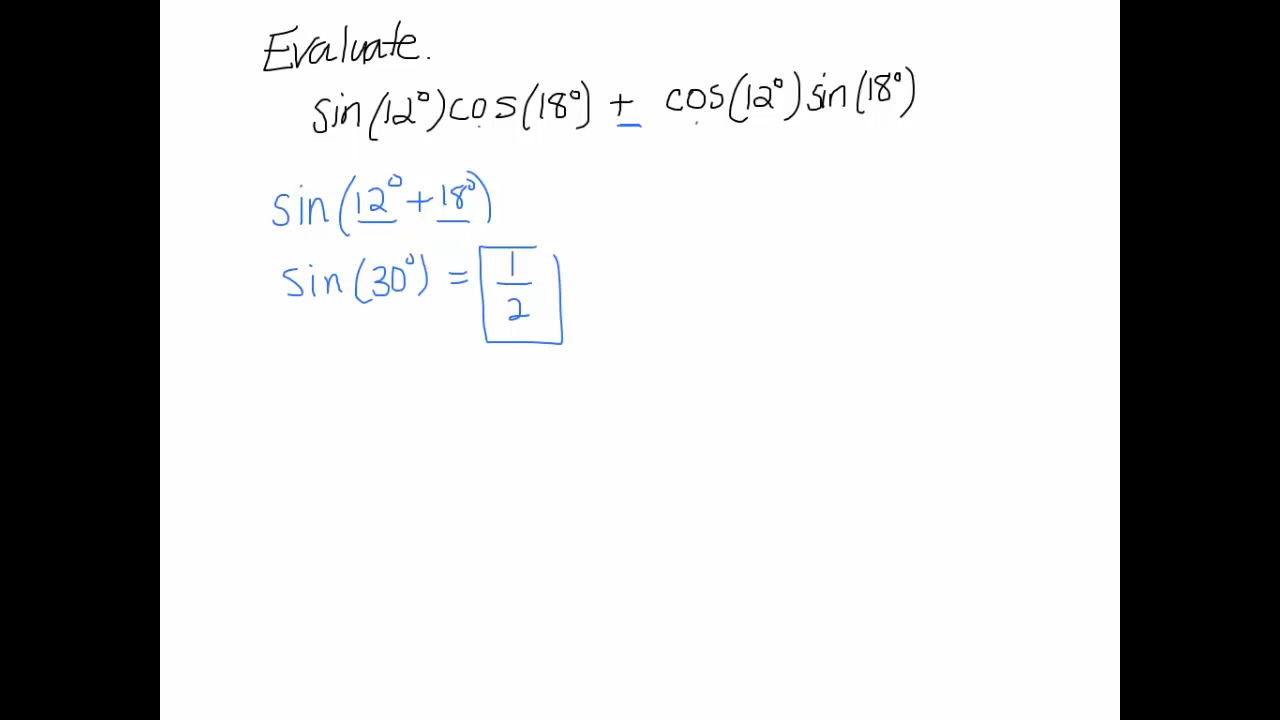 Evaluate.
sin(12°)cos(18°) + cos(12°)sin(18°)
sin(12°+18°)
sin(30°) = 1/2